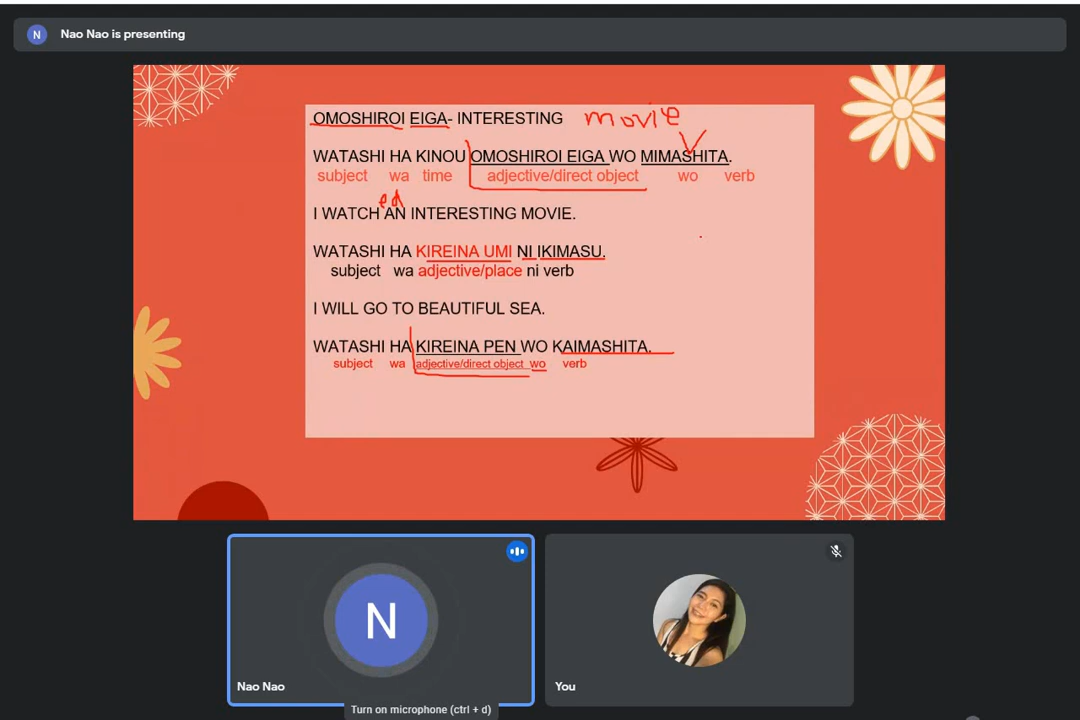 N Nao Nao is presenting
OMOSHIROI EIGA- INTERESTING movie
WATASHI HA KINOU OMOSHIROI EIGA WO MIMASHITA.
subject wa time adjective/direct object wo verb
ed
I WATCH AN INTERESTING MOVIE.
WATASHI HA KIREINA UMI NI IKIMASU.
subject wa adjective/place ni verb
I WILL GO TO BEAUTIFUL SEA.
WATASHI HA KIREINA PEN WO KAIMASHITA.
subject wa adjective/direct object wo verb
N
Nao Nao You
Turn on microphone (ctrl + d)